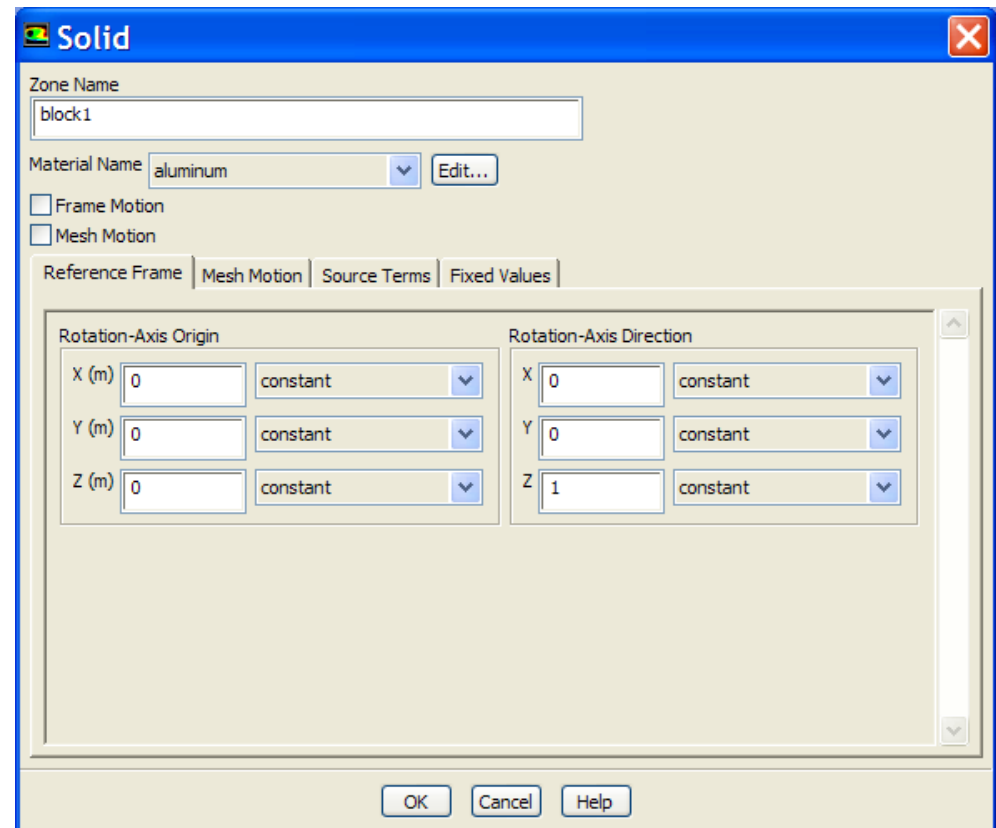 Solid
Zone Name
block1
Material Name aluminum Edit...
Frame Motion
Mesh Motion
Reference Frame Mesh Motion Source Terms Fixed Values
Rotation-Axis Origin Rotation-Axis Direction
X (m) 0 constant X 0 constant
Y (m) 0 constant Y 0 constant
Z (m) 0 constant Z 1 constant
OK Cancel Help